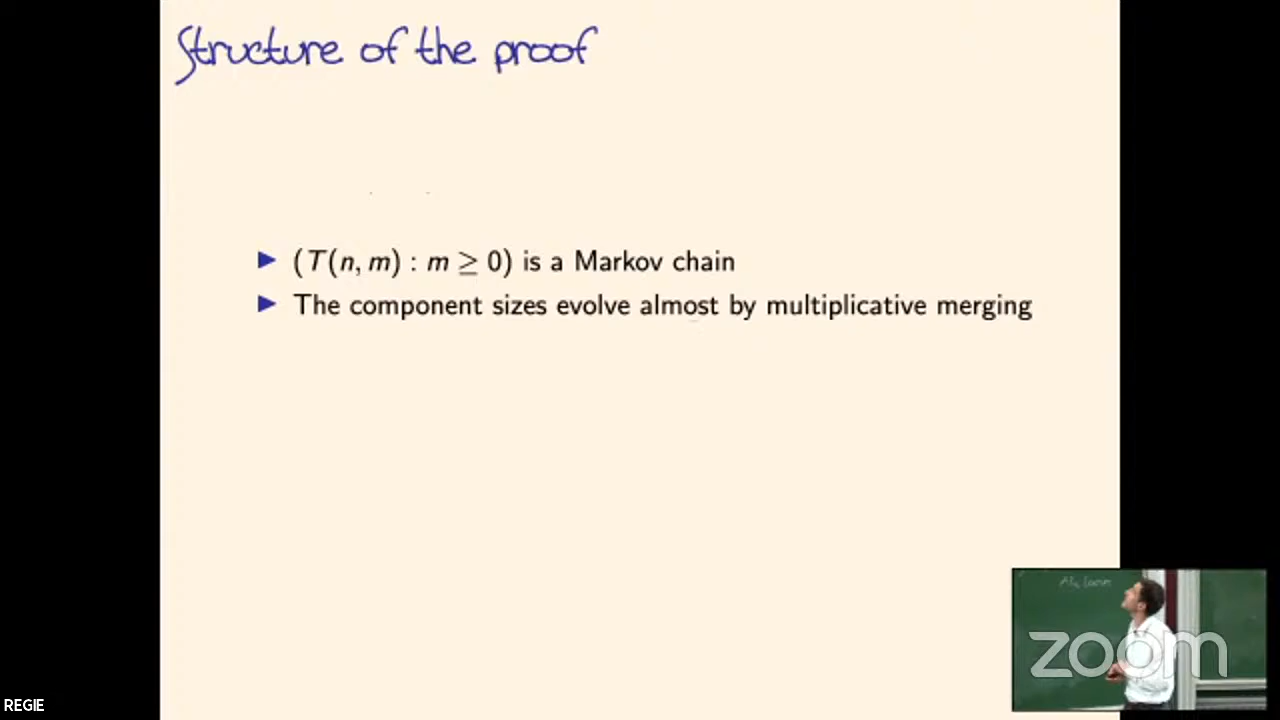 Structure of the proof
▶ (T(n, m) : m ≥ 0) is a Markov chain
▶ The component sizes evolve almost by multiplicative merging
zoom
REGIE